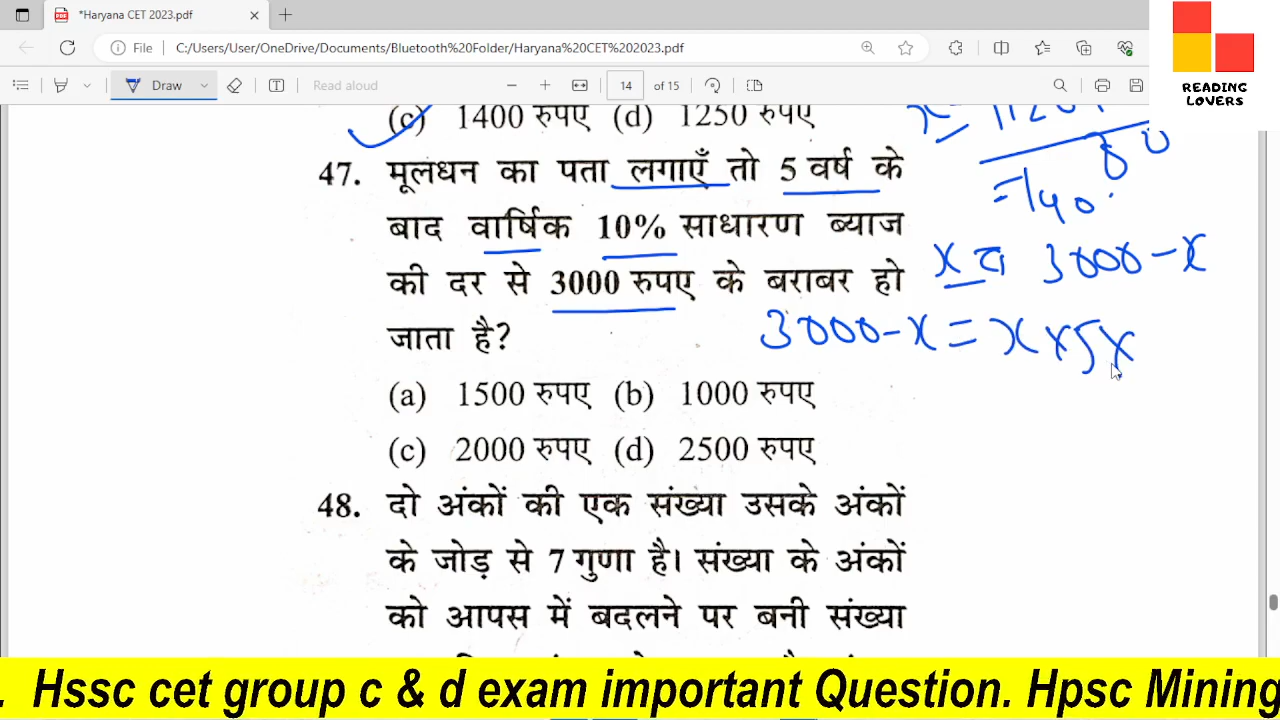 *Haryana CET 2023.pdf
File C:/Users/User/OneDrive/Documents/Bluetooth%20Folder/Haryana%20CET%202023.pdf
Draw Read aloud 14 of 15
READING
LOVERS
(c) 1400 रुपए (d) 1250 रुपए
47. मूलधन का पता लगाएँ तो 5 वर्ष के
बाद वार्षिक 10% साधारण ब्याज
की दर से 3000 रुपए के बराबर हो
जाता है?
3000-x
3000-x=x×5×
(a) 1500 रुपए (b) 1000 रुपए
(c) 2000 रुपए (d) 2500 रुपए
48. दो अंकों की एक संख्या उसके अंकों
के जोड़ से 7 गुणा है। संख्या के अंकों
को आपस में बदलने पर बनी संख्या
. Hssc cet group c & d exam important Question. Hpsc Mining